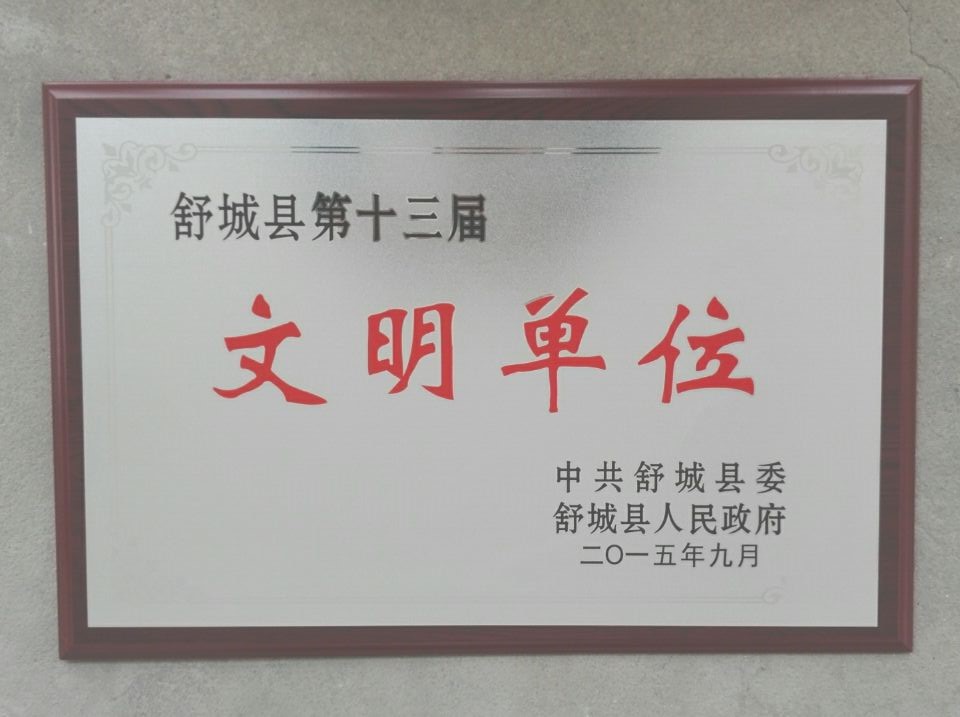 舒城县第十三届
文明单位
中共舒城县委
舒城县人民政府
二〇一五年九月